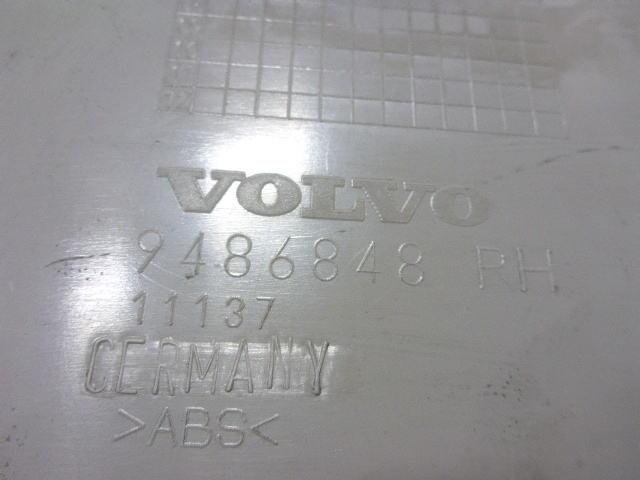 VOLVO
9486848 RH
11137
GERMANY
>ABS<